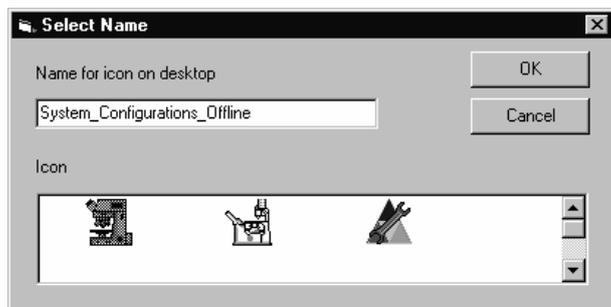 Select Name
Name for icon on desktop
OK
System_Configurations_Offline
Cancel
Icon